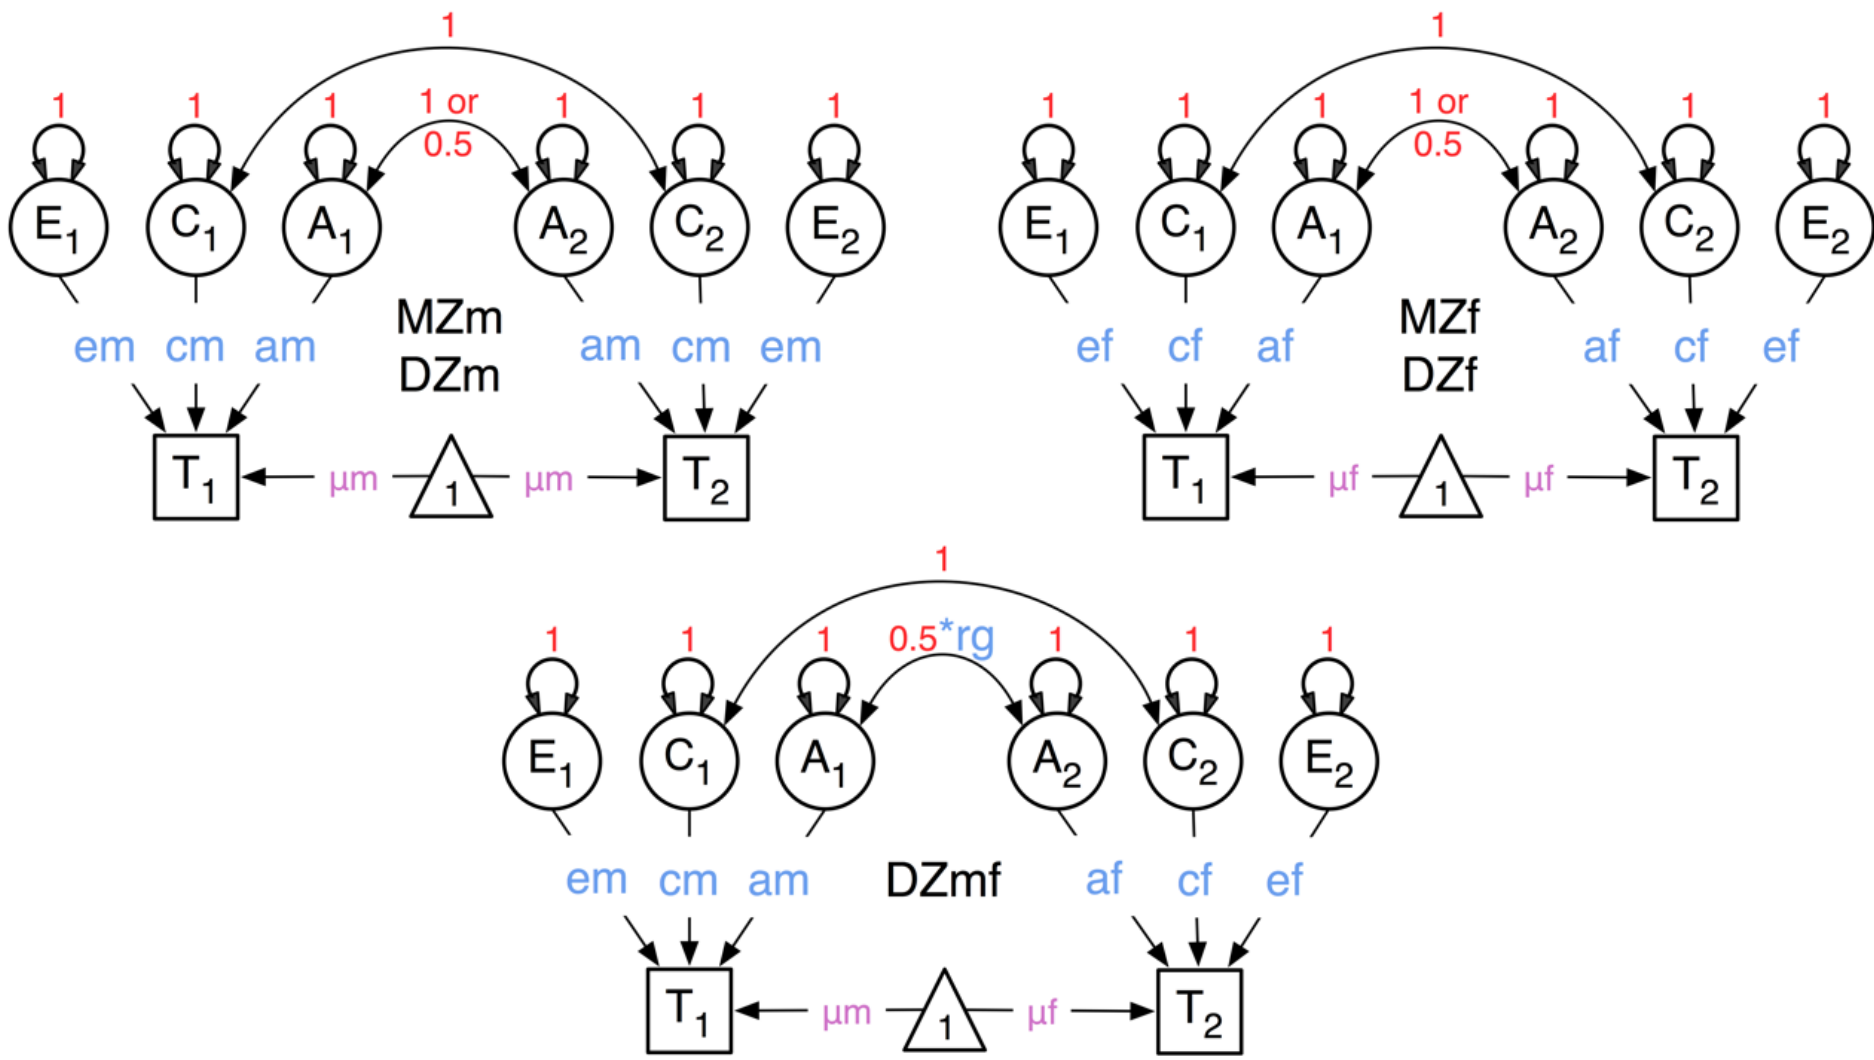 1 1
1 1 1 1 or 1 1 1 1 1 1 1 or 1 1 1
0.5 0.5
E1 C1 A1 A2 C2 E2 E1 C1 A1 A2 C2 E2
MZm MZf
em cm am am cm em ef cf af af cf ef
DZm DZf
T1 µm 1 µm T2 T1 µf 1 µf T2
1
1 1 1 0.5*rg 1 1 1
E1 C1 A1 A2 C2 E2
em cm am DZmf af cf ef
T1 µm 1 µf T2